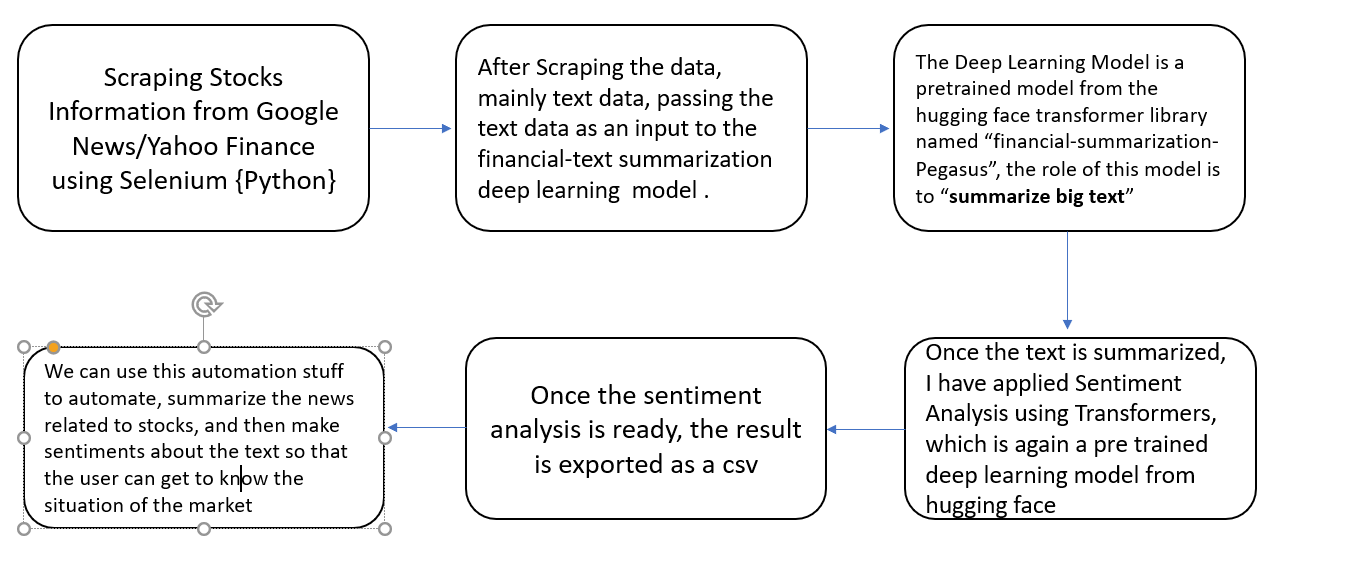 Scraping Stocks
Information from Google
News/Yahoo Finance
using Selenium {Python}
After Scraping the data,
mainly text data, passing the
text data as an input to the
financial-text summarization
deep learning  model .
The Deep Learning Model is a
pretrained model from the
hugging face transformer library
named “financial-summarization-
Pegasus”, the role of this model is
to “summarize big text”
Once the text is summarized,
I have applied Sentiment
Analysis using Transformers,
which is again a pre trained
deep learning model from
hugging face
Once the sentiment
analysis is ready, the result
is exported as a csv
We can use this automation stuff
to automate, summarize the news
related to stocks, and then make
sentiments about the text so that
the user can get to know the
situation of the market